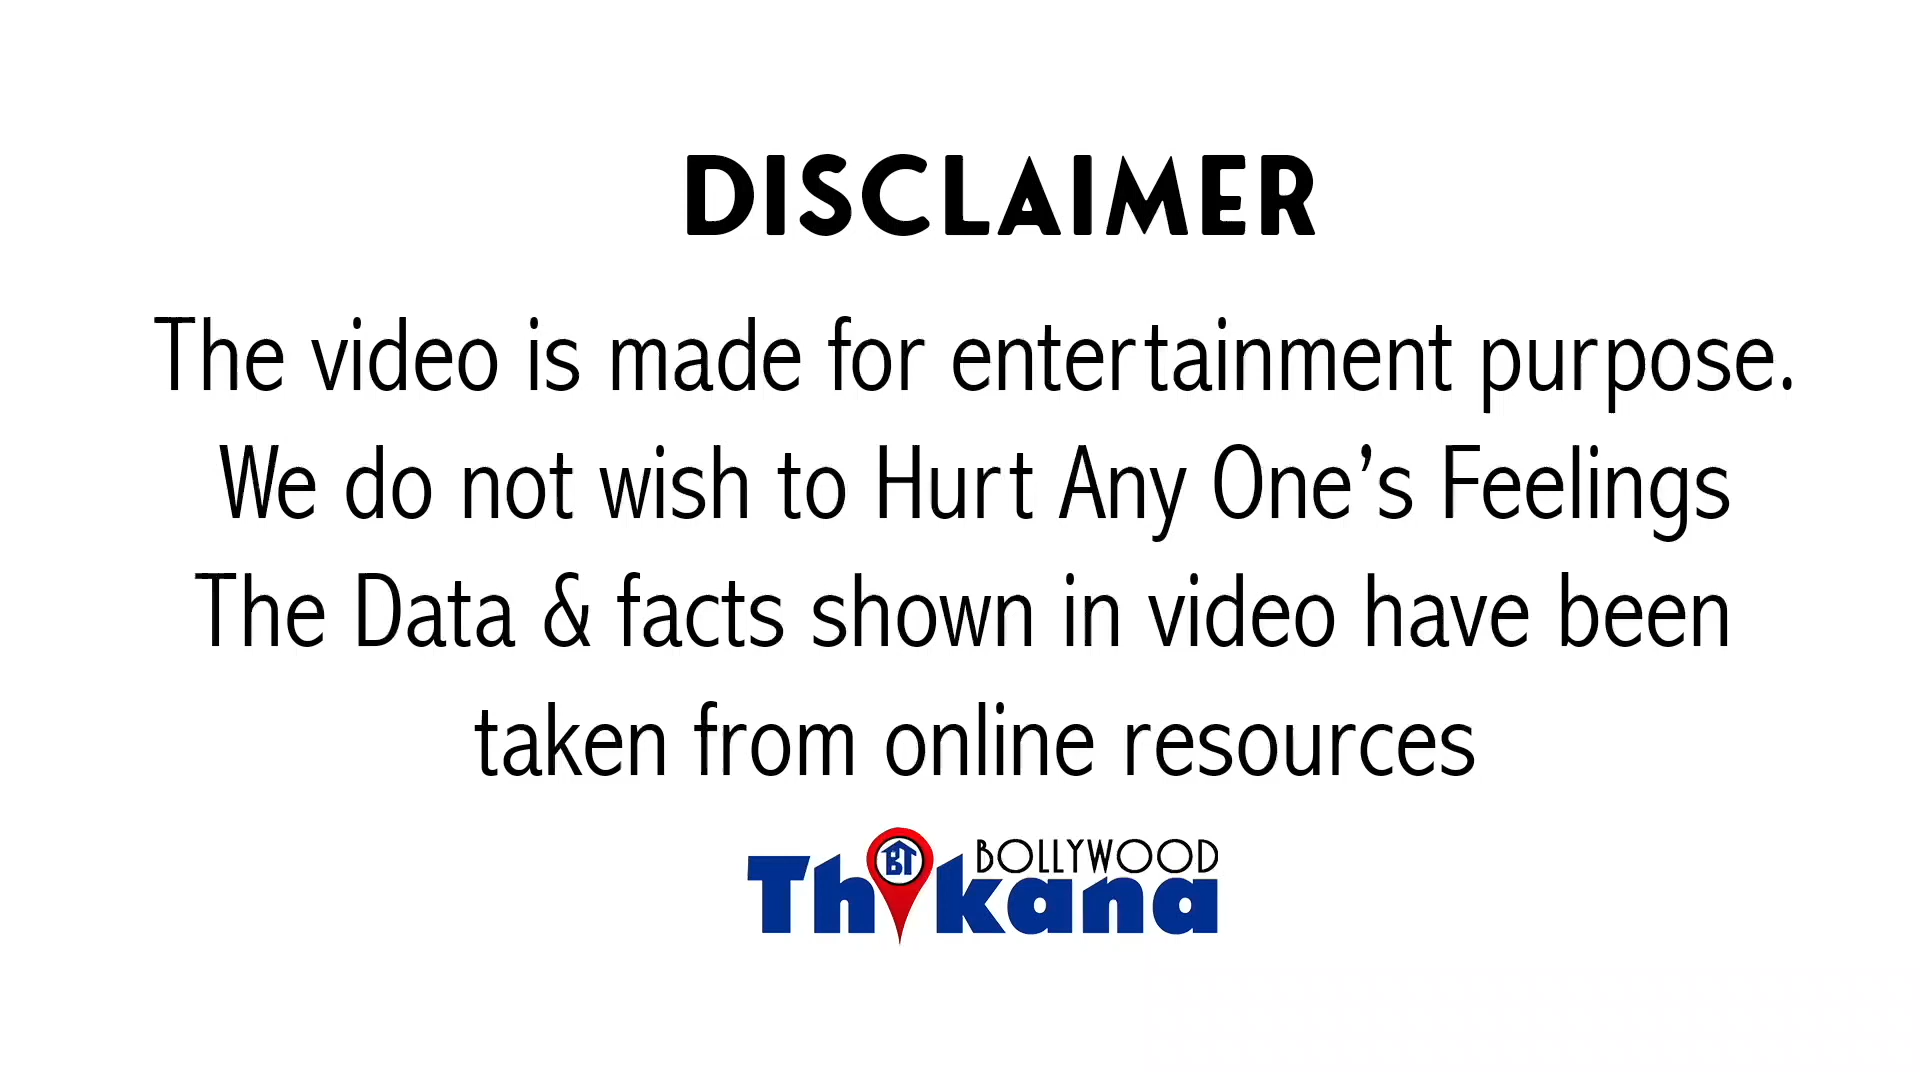 DISCLAIMER
The video is made for entertainment purpose.
We do not wish to Hurt Any One’s Feelings
The Data & facts shown in video have been
taken from online resources
BT
BOLLYWOOD
Thikana